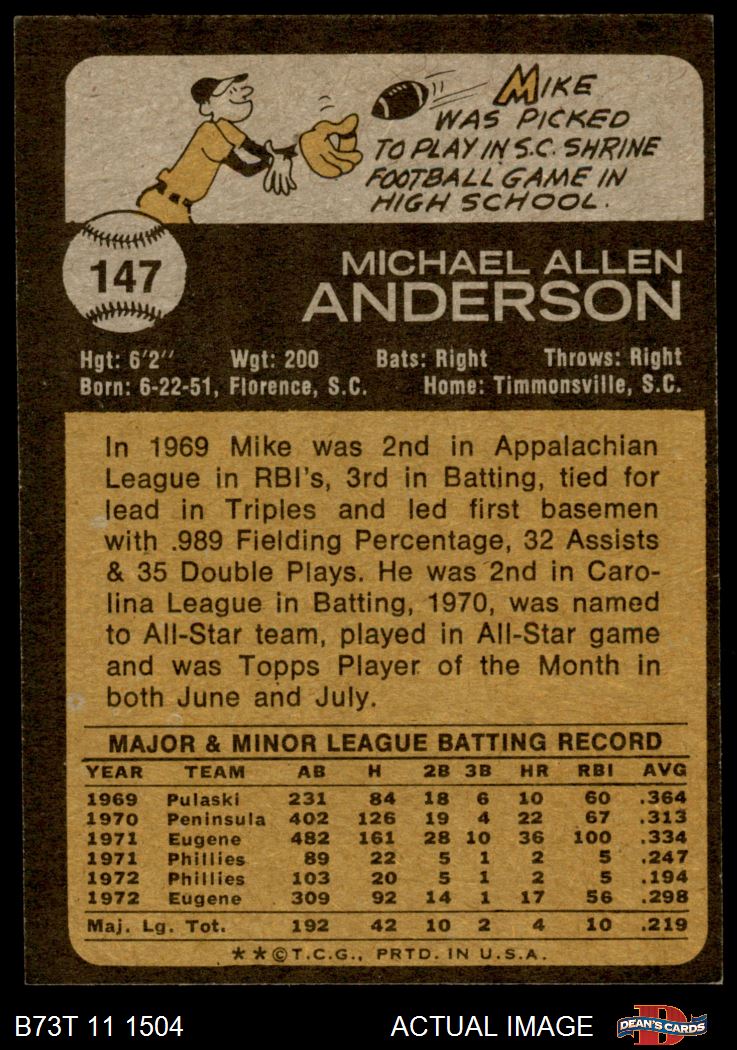 MIKE
WAS PICKED
TO PLAY IN S.C. SHRINE
FOOTBALL GAME IN
HIGH SCHOOL.
147
MICHAEL ALLEN
ANDERSON
Hgt: 6'2" Wgt: 200 Bats: Right Throws: Right
Born: 6-22-51, Florence, S.C. Home: Timmonsville, S.C.
In 1969 Mike was 2nd in Appalachian
League in RBI's, 3rd in Batting, tied for
lead in Triples and led first basemen
with .989 Fielding Percentage, 32 Assists
& 35 Double Plays. He was 2nd in Caro-
lina League in Batting, 1970, was named
to All-Star team, played in All-Star game
and was Topps Player of the Month in
both June and July.
MAJOR & MINOR LEAGUE BATTING RECORD
YEAR TEAM AB H 2B 3B HR RBI AVG
1969 Pulaski 231 84 18 6 10 60 .364
1970 Peninsula 402 126 19 4 22 67 .313
1971 Eugene 482 161 28 10 36 100 .334
1971 Phillies 89 22 5 1 2 5 .247
1972 Phillies 103 20 5 1 2 5 .194
1972 Eugene 309 92 14 1 17 56 .298
Maj. Lg. Tot. 192 42 10 2 4 10 .219
**©T.C.G., PRTD. IN U.S.A.
B73T 11 1504 ACTUAL IMAGE D DEAN'S CARDS